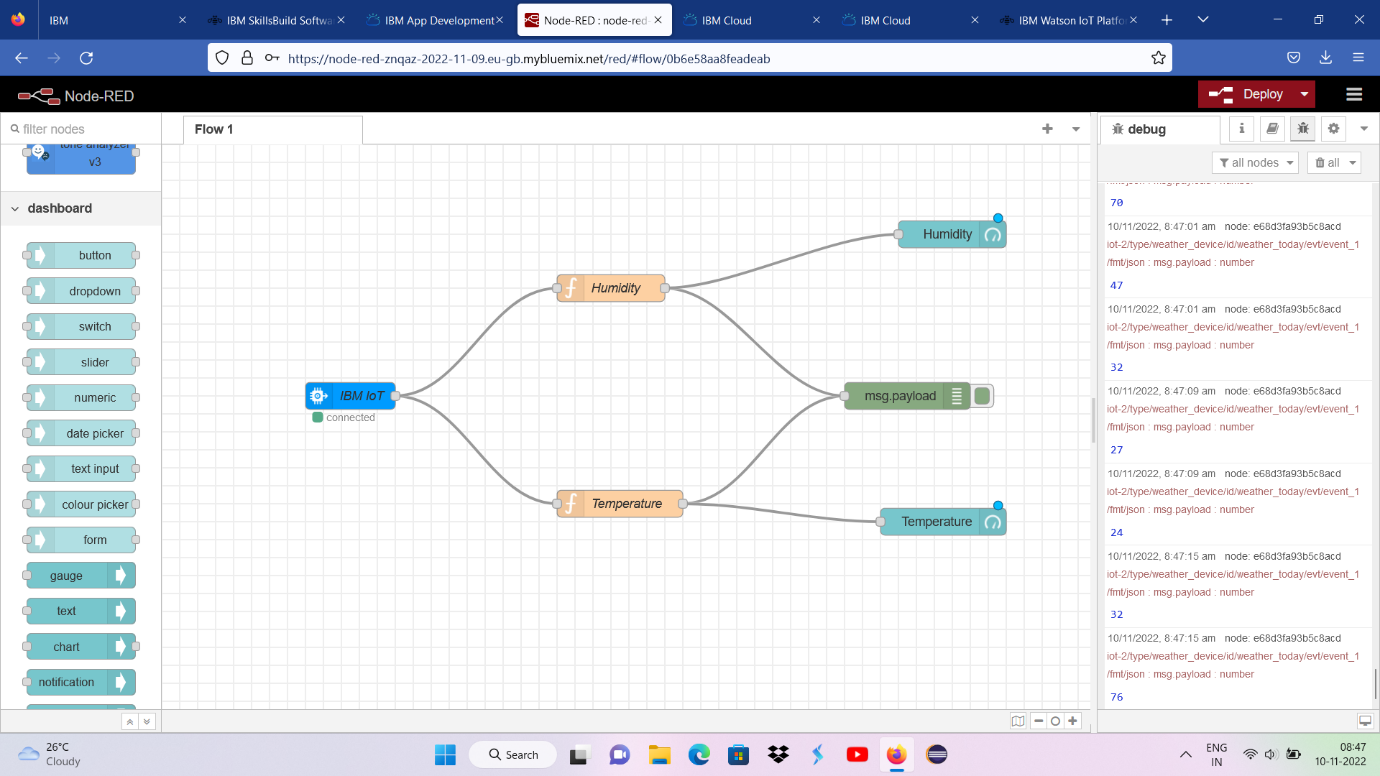 IBM
IBM SkillsBuild Softwa
IBM App Development
Node-RED : node-red-
IBM Cloud
IBM Cloud
IBM Watson IoT Platfo
https://node-red-znqaz-2022-11-09.eu-gb.mybluemix.net/red/#flow/0b6e58aa8feadeab
Node-RED
Deploy
filter nodes
Flow 1
debug
all nodes
all
tone analyzer
v3
dashboard
button
dropdown
switch
slider
numeric
date picker
text input
colour picker
form
gauge
text
chart
notification
IBM IoT
connected
Humidity
Temperature
Humidity
msg.payload
Temperature
/fmt/json : msg.payload : number
70
10/11/2022, 8:47:01 am node: e68d3fa93b5c8acd
iot-2/type/weather_device/id/weather_today/evt/event_1
/fmt/json : msg.payload : number
47
10/11/2022, 8:47:01 am node: e68d3fa93b5c8acd
iot-2/type/weather_device/id/weather_today/evt/event_1
/fmt/json : msg.payload : number
32
10/11/2022, 8:47:09 am node: e68d3fa93b5c8acd
iot-2/type/weather_device/id/weather_today/evt/event_1
/fmt/json : msg.payload : number
27
10/11/2022, 8:47:09 am node: e68d3fa93b5c8acd
iot-2/type/weather_device/id/weather_today/evt/event_1
/fmt/json : msg.payload : number
24
10/11/2022, 8:47:15 am node: e68d3fa93b5c8acd
iot-2/type/weather_device/id/weather_today/evt/event_1
/fmt/json : msg.payload : number
32
10/11/2022, 8:47:15 am node: e68d3fa93b5c8acd
iot-2/type/weather_device/id/weather_today/evt/event_1
/fmt/json : msg.payload : number
76
26°C
Cloudy
Search
ENG
IN
08:47
10-11-2022